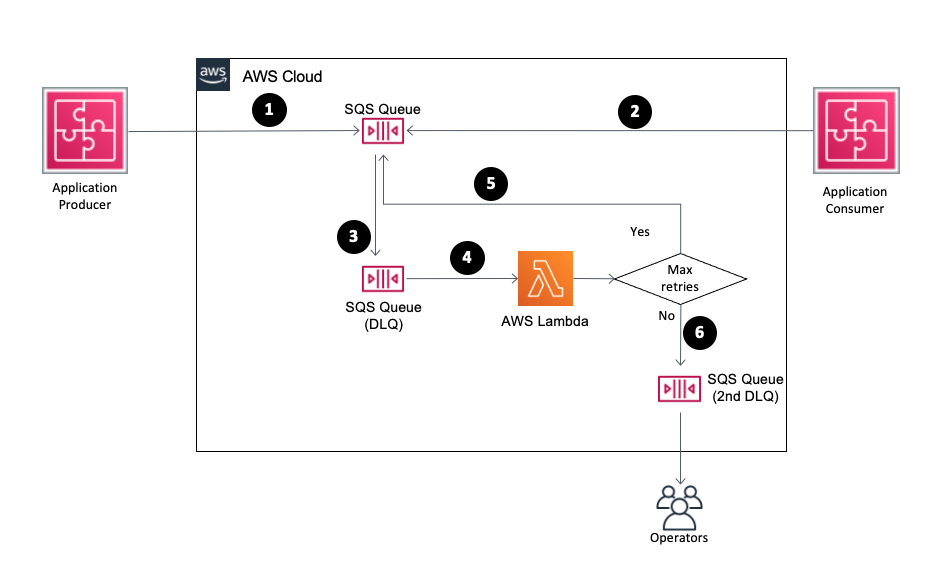 aws
AWS Cloud
1
SQS Queue
2
Application
Producer
Application
Consumer
5
3
4
Yes
Max
retries
SQS Queue
(DLQ)
AWS Lambda
No
6
SQS Queue
(2nd DLQ)
Operators